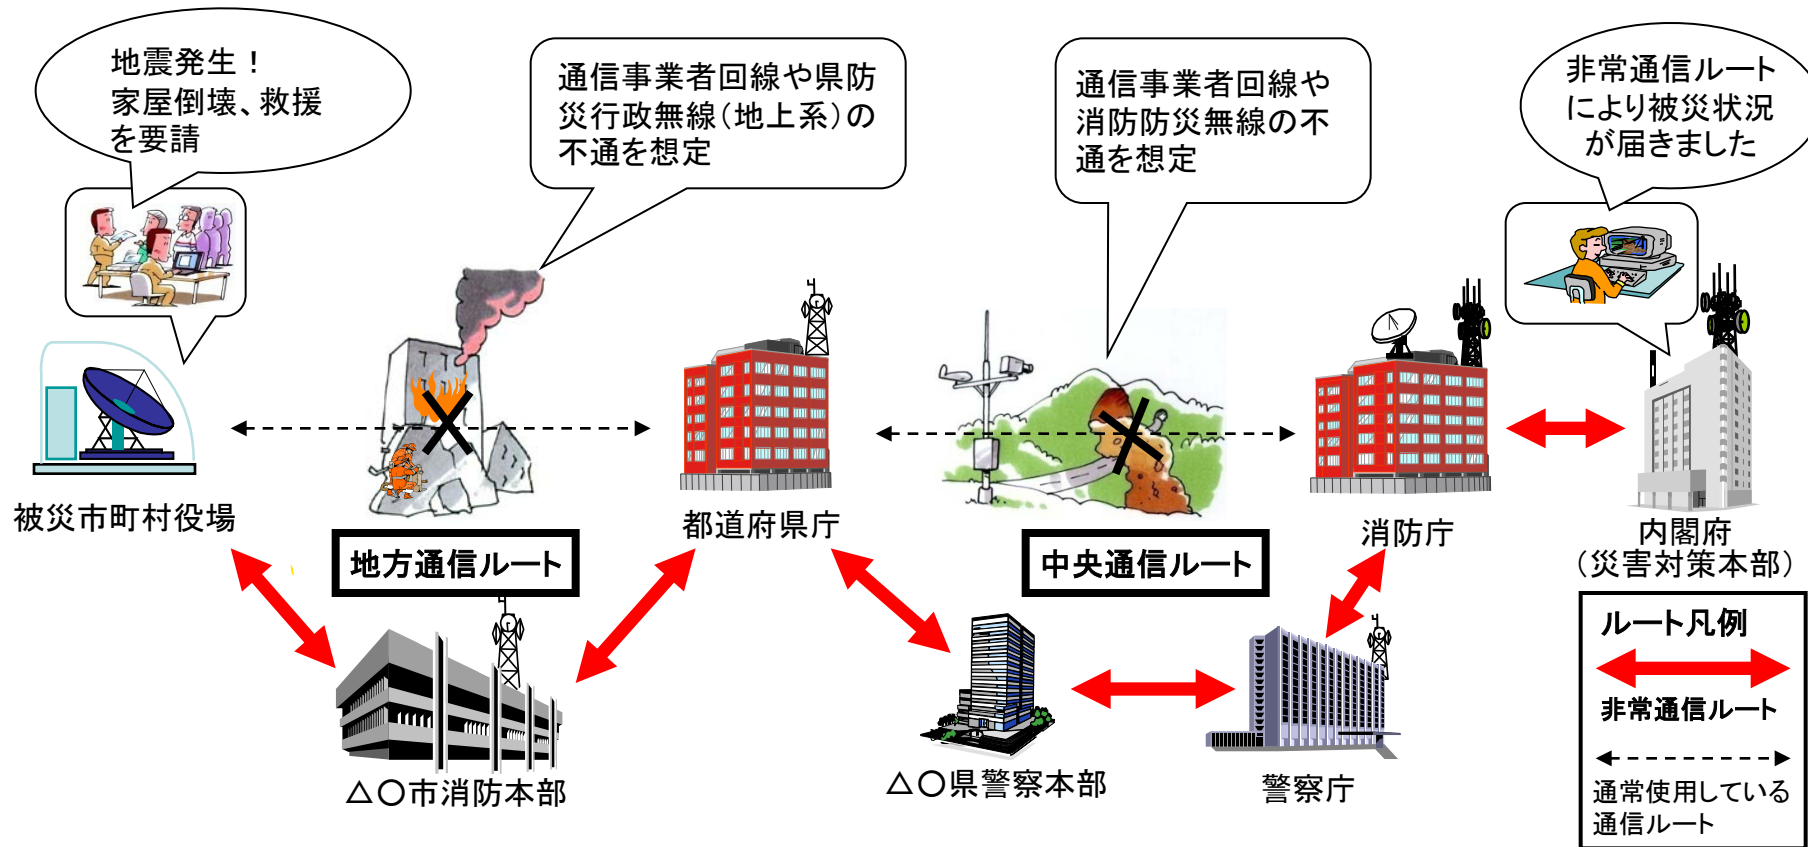 地震発生！
家屋倒壊、救援
を要請
通信事業者回線や県防
災行政無線（地上系）の
不通を想定
通信事業者回線や
消防防災無線の不
通を想定
非常通信ルート
により被災状況
が届きました
被災市町村役場
都道府県庁
消防庁
内閣府
（災害対策本部）
地方通信ルート
中央通信ルート
△〇市消防本部
△〇県警察本部
警察庁
ルート凡例
非常通信ルート
通常使用している
通信ルート